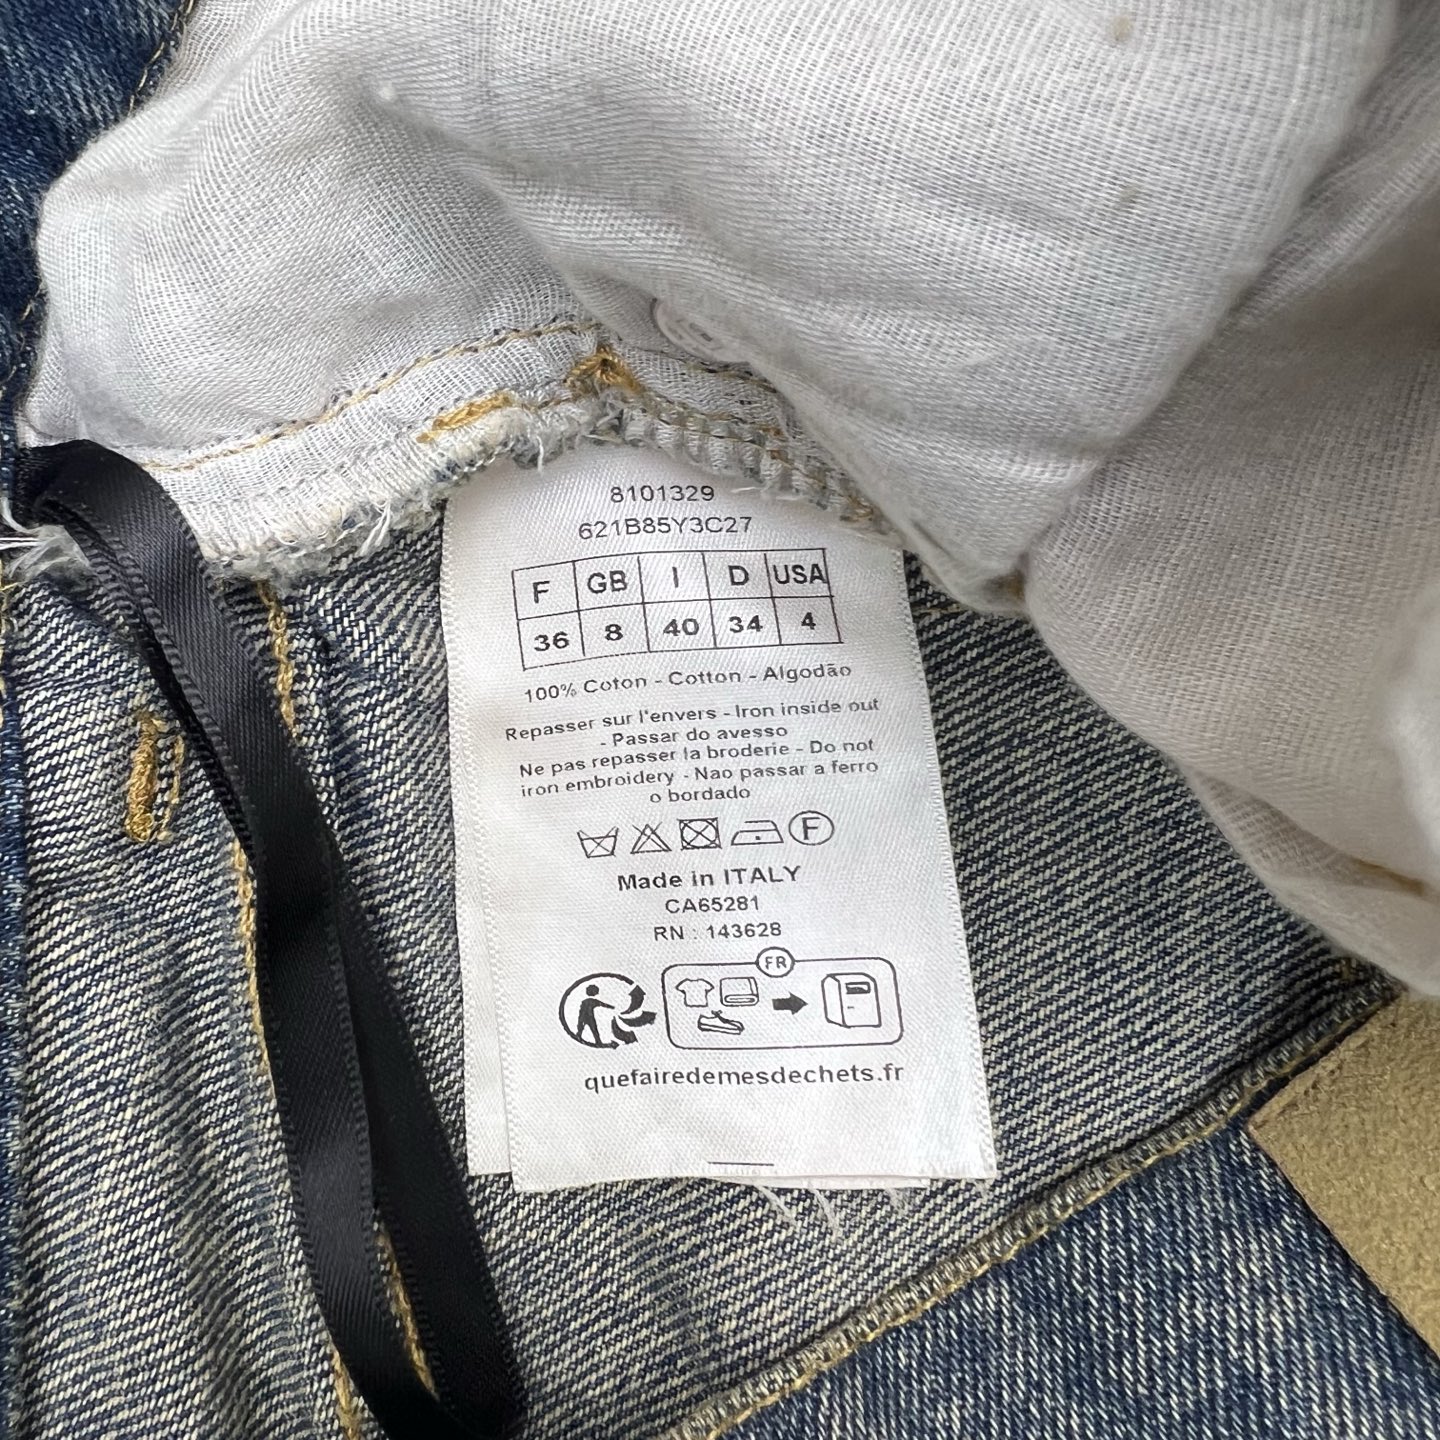 8101329
621B85Y3C27
F GB I D USA
36 8 40 34 4
100% Coton - Cotton - Algodão
Repasser sur l'envers - Iron inside out
- Passar do avesso
Ne pas repasser la broderie - Do not
iron embroidery - Nao passar a ferro
o bordado
F
Made in ITALY
CA65281
RN : 143628
FR
quefairedemesdechets.fr